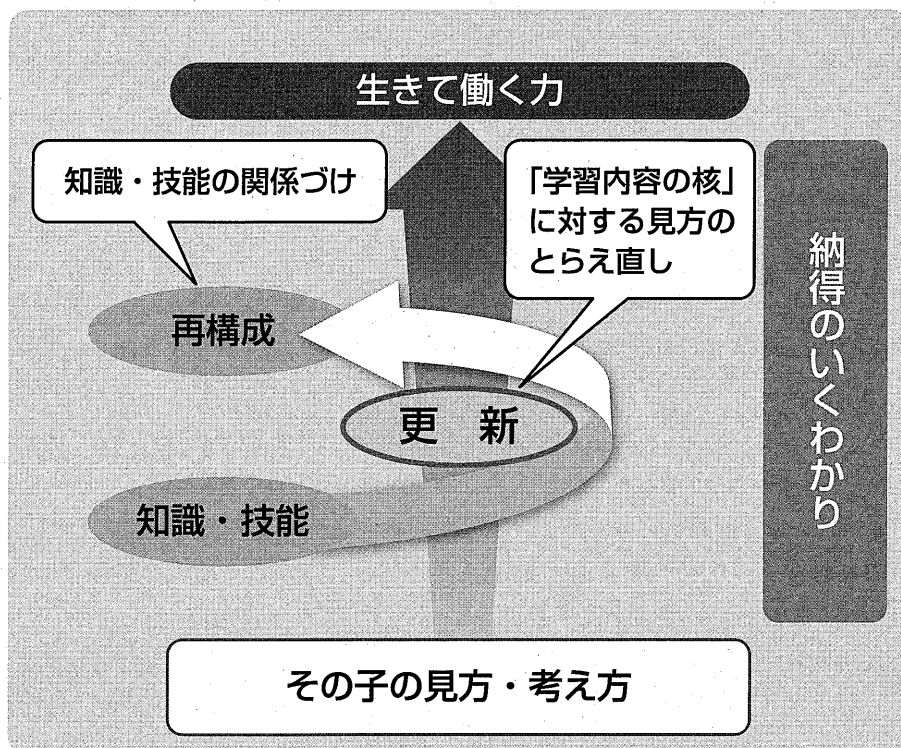 生きて働く力
知識・技能の関係づけ
「学習内容の核」
に対する見方の
とらえ直し
納得のいくわかり
再構成
更 新
知識・技能
その子の見方・考え方